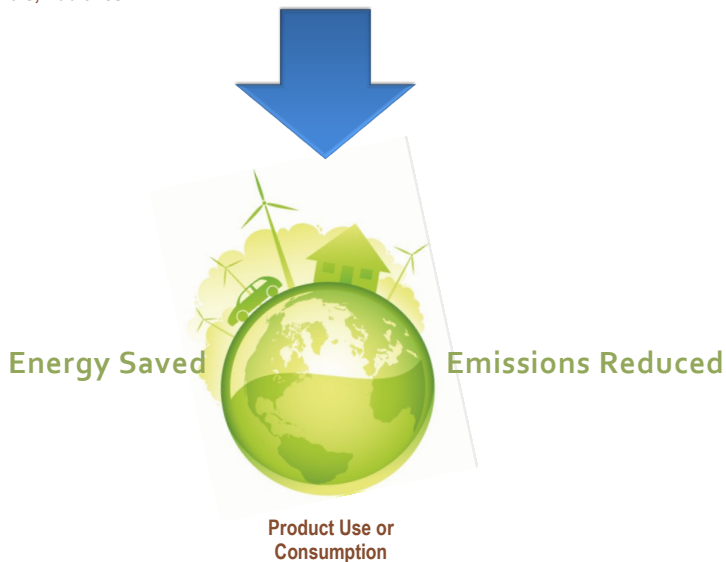 Energy Saved
Emissions Reduced
Product Use or
Consumption